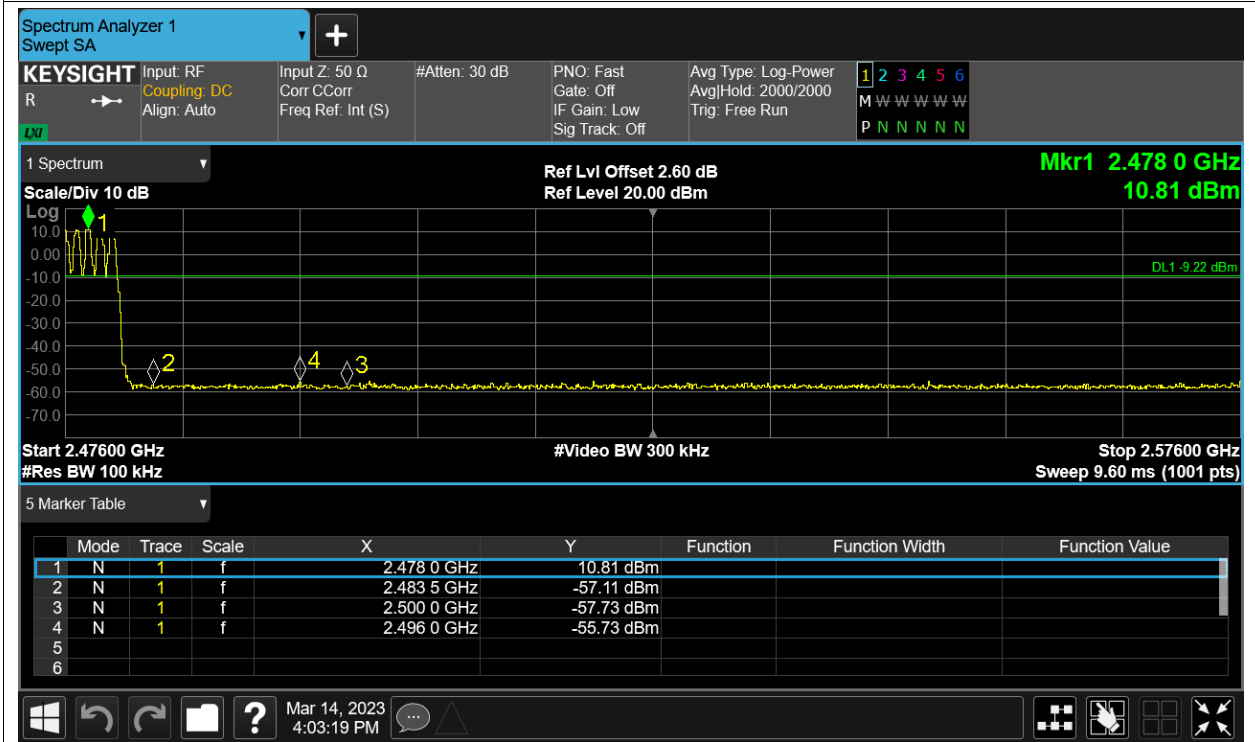 Spectrum Analyzer 1
Swept SA
+
KEYSIGHT Input: RF Input Z: 50 Ω #Atten: 30 dB PNO: Fast Avg Type: Log-Power 1 2 3 4 5 6
R Coupling: DC Corr CCorr Gate: Off Avg|Hold: 2000/2000 M W W W W W
Align: Auto Freq Ref: Int (S) IF Gain: Low Trig: Free Run
LXI Sig Track: Off P N N N N N
1 Spectrum Ref Lvl Offset 2.60 dB Mkr1 2.478 0 GHz
Scale/Div 10 dB Ref Level 20.00 dBm 10.81 dBm
Log
1
10.0
0.00
DL1 -9.22 dBm
-10.0
-20.0
-30.0
-40.0
2 4 3
-50.0
-60.0
-70.0
Start 2.47600 GHz #Video BW 300 kHz Stop 2.57600 GHz
#Res BW 100 kHz Sweep 9.60 ms (1001 pts)
5 Marker Table
Mode Trace Scale X Y Function Function Width Function Value
1 N 1 f 2.478 0 GHz 10.81 dBm
2 N 1 f 2.483 5 GHz -57.11 dBm
3 N 1 f 2.500 0 GHz -57.73 dBm
4 N 1 f 2.496 0 GHz -55.73 dBm
5
6
? Mar 14, 2023
4:03:19 PM